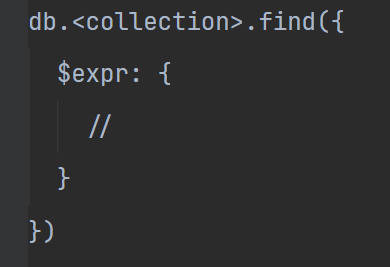 db.<collection>.find({
$expr: {
//
}
})